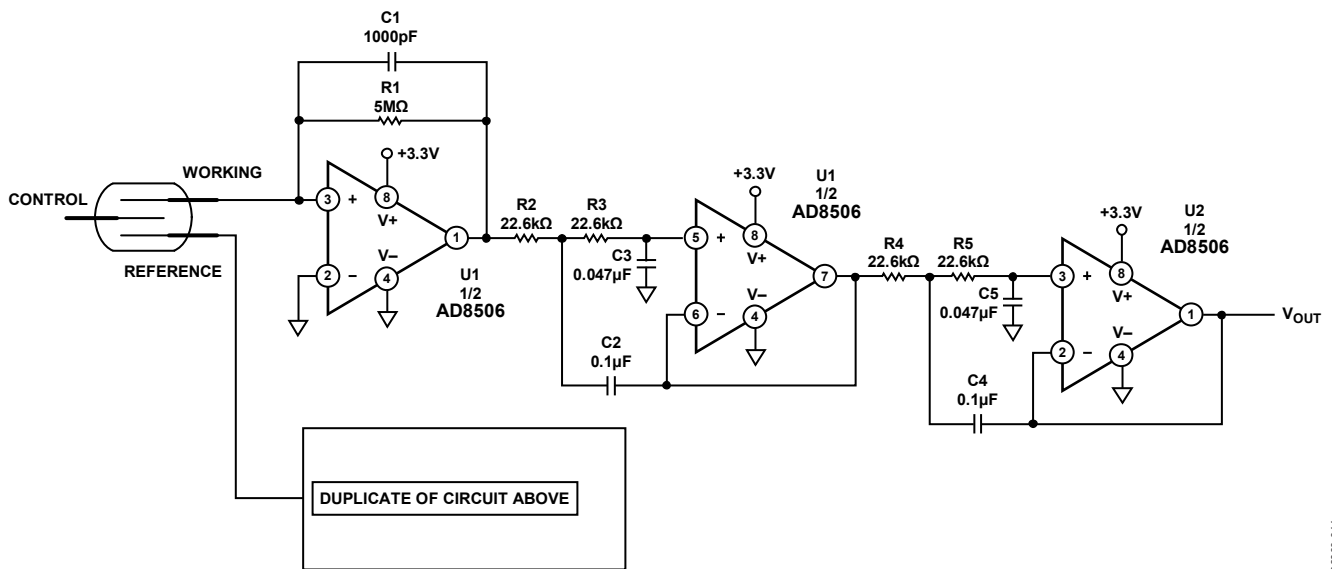 C1
1000pF
R1
5MΩ
+3.3V
WORKING
CONTROL
REFERENCE
3
+
8
V+
1
2
–
V–
4
U1
1/2
AD8506
R2
22.6kΩ
R3
22.6kΩ
C3
0.047µF
C2
0.1µF
+3.3V
U1
1/2
AD8506
5
+
8
V+
7
6
–
V–
4
R4
22.6kΩ
R5
22.6kΩ
C5
0.047µF
C4
0.1µF
+3.3V
U2
1/2
AD8506
3
+
8
V+
1
2
–
V–
4
VOUT
DUPLICATE OF CIRCUIT ABOVE